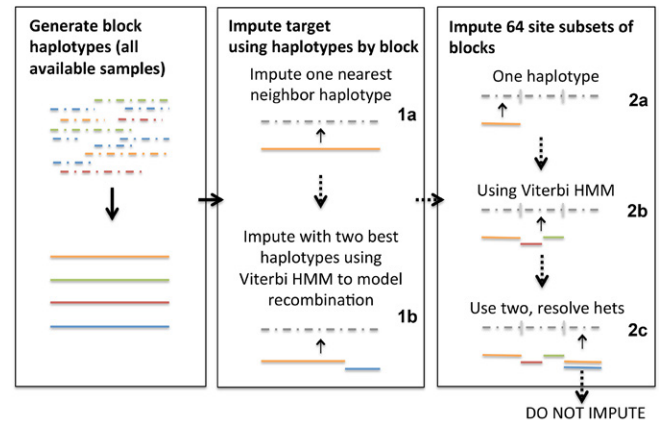 Generate block
haplotypes (all
available samples)
Impute target
using haplotypes by block
Impute one nearest
neighbor haplotype
1a
Impute with two best
haplotypes using
Viterbi HMM to model
recombination
1b
Impute 64 site subsets of
blocks
One haplotype
2a
Using Viterbi HMM
2b
Use two, resolve hets
2c
DO NOT IMPUTE